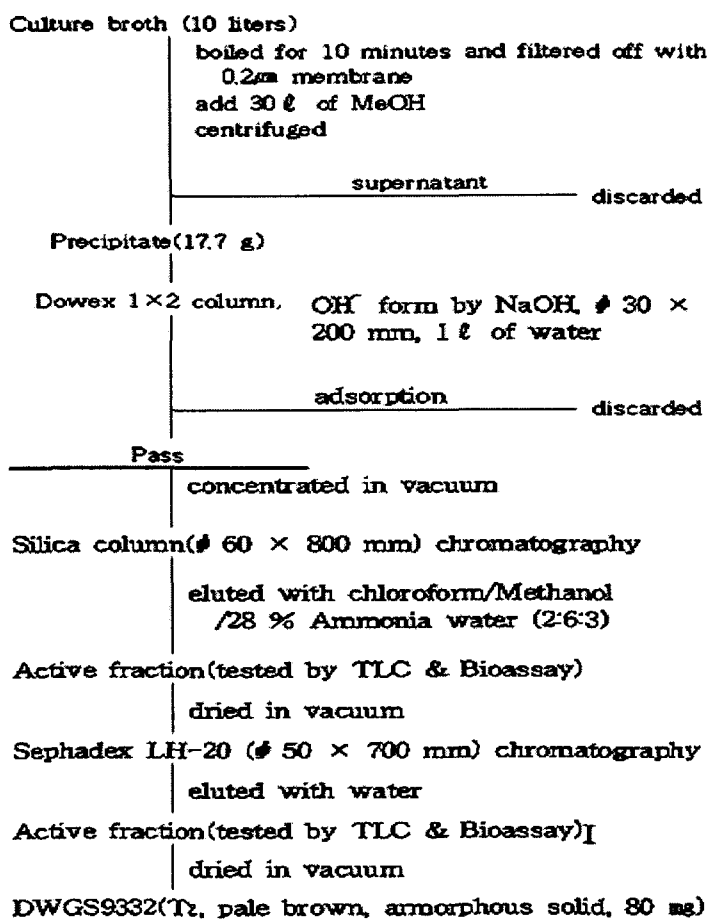 Culture broth (10 liters)
boiled for 10 minutes and filtered off with
0.2㎛ membrane
add 30 ℓ of MeOH
centrifuged
supernatant
discarded
Precipitate(17.7 g)
Dowex 1×2 column, OH⁻ form by NaOH, φ 30 ×
200 mm, 1 ℓ of water
adsorption
discarded
Pass
concentrated in vacuum
Silica column(φ 60 × 800 mm) chromatography
eluted with chloroform/Methanol
/28 % Ammonia water (2:6:3)
Active fraction(tested by TLC & Bioassay)
dried in vacuum
Sephadex LH-20 (φ 50 × 700 mm) chromatography
eluted with water
Active fraction(tested by TLC & Bioassay)I
dried in vacuum
DWGS9332(T2, pale brown, armorphous solid, 80 ㎎)